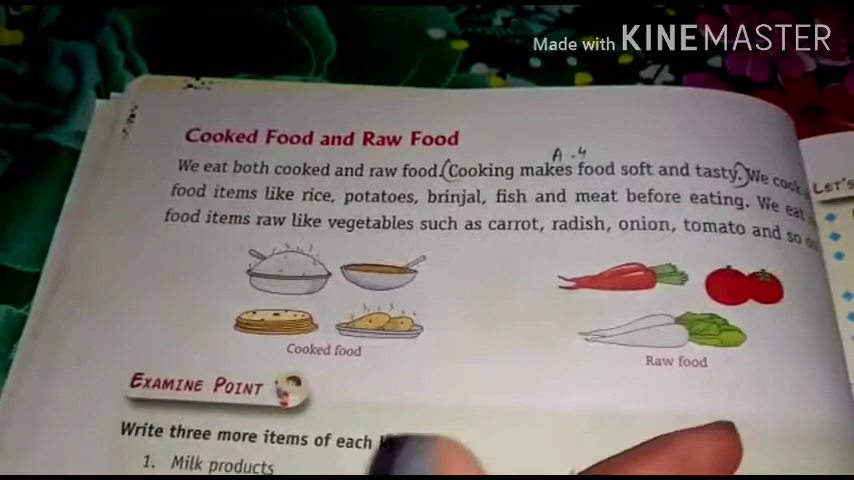 Made with KINEMASTER
Cooked Food and Raw Food
A .4
We eat both cooked and raw food.(Cooking makes food soft and tasty.)We cook
food items like rice, potatoes, brinjal, fish and meat before eating. We eat
food items raw like vegetables such as carrot, radish, onion, tomato and so on
LET'S
Cooked food
Raw food
EXAMINE POINT
Write three more items of each
1. Milk products